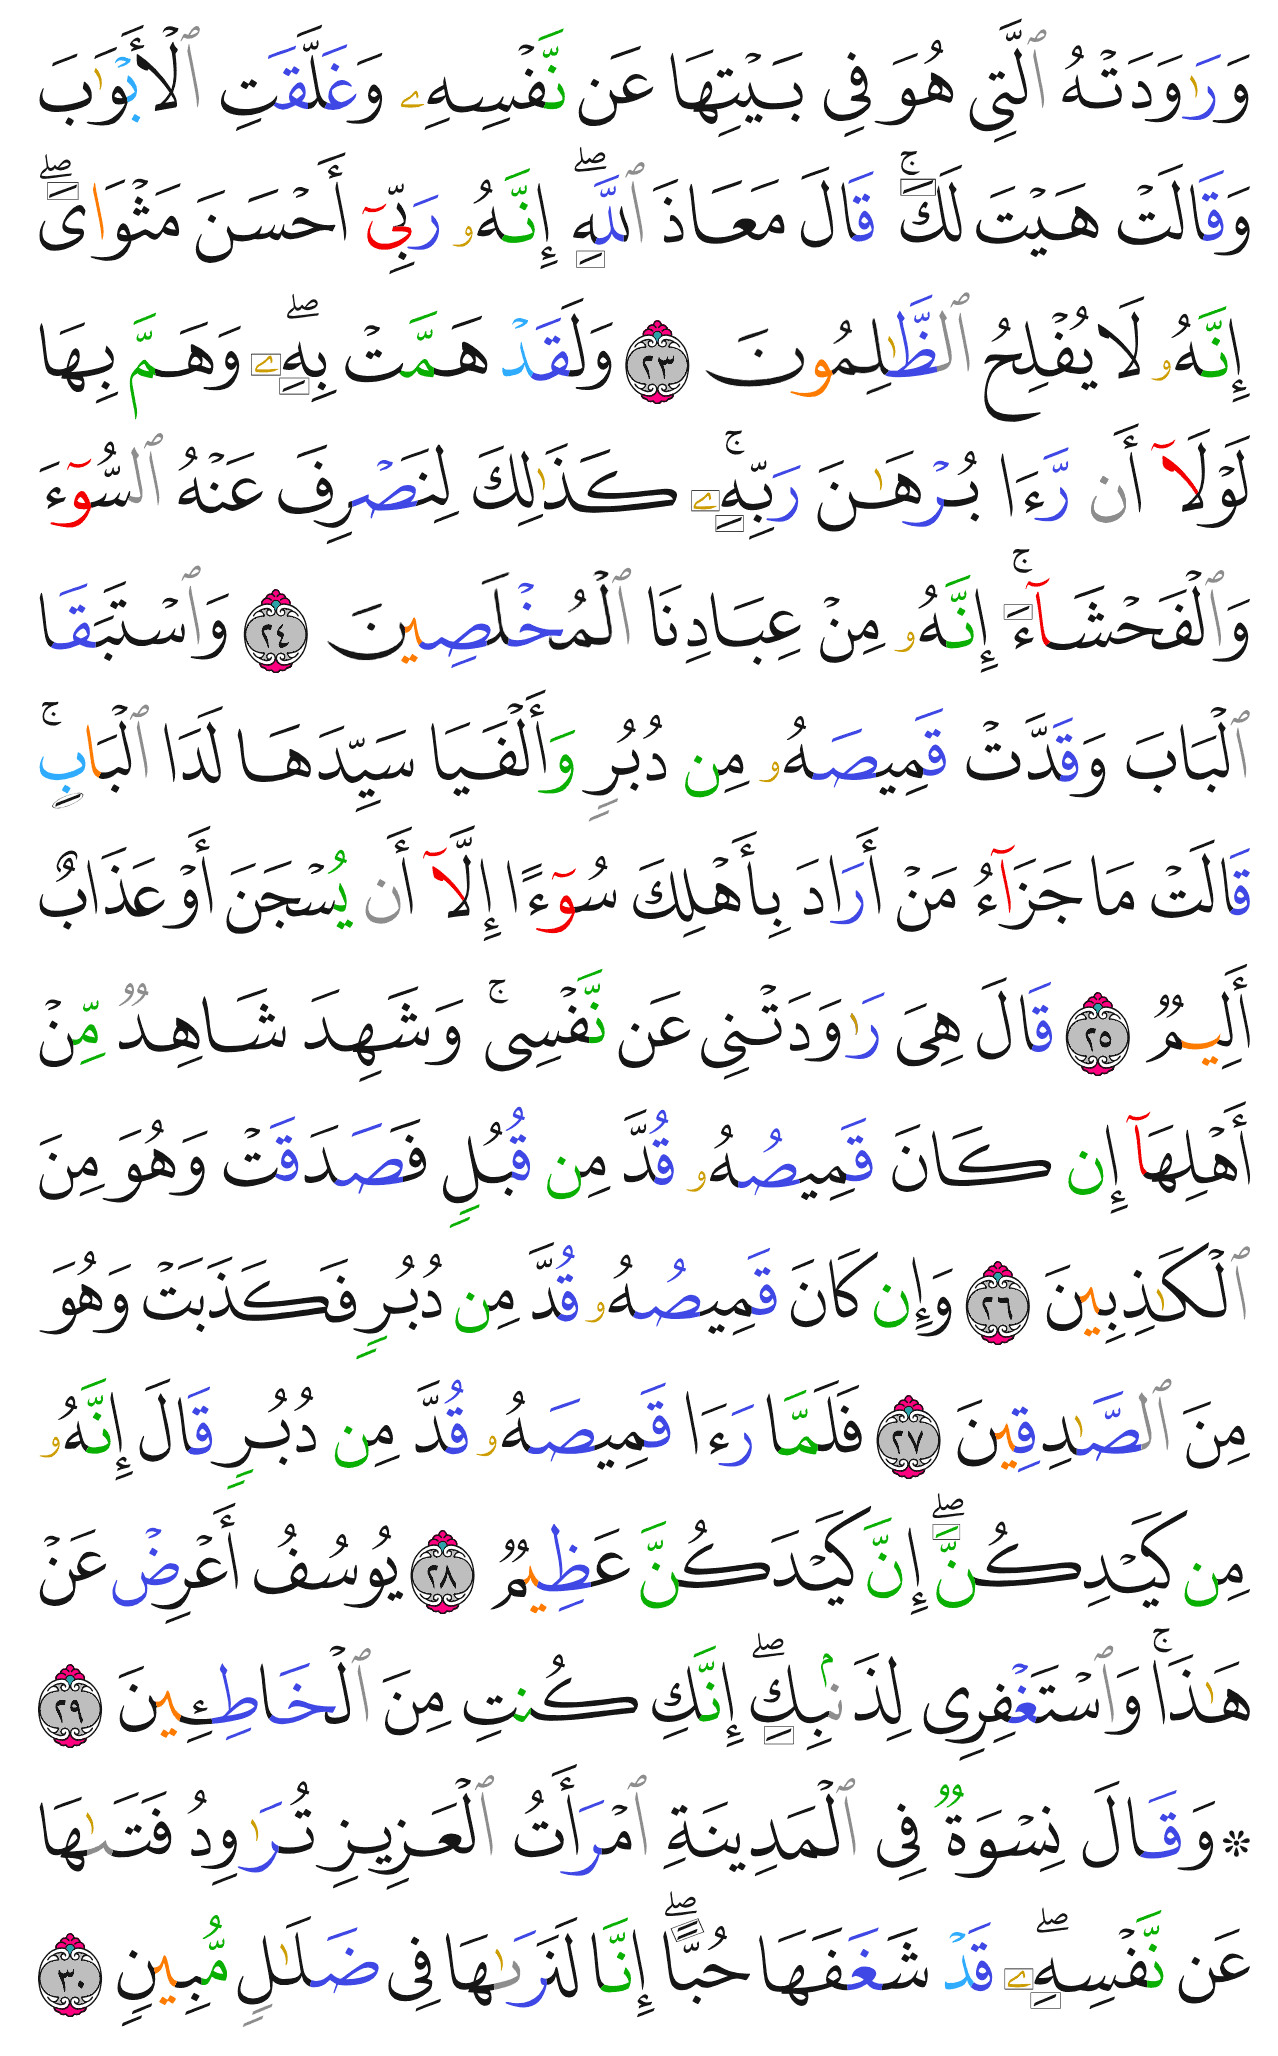 وَرَٰوَدَتْهُ ٱلَّتِى هُوَ فِى بَيْتِهَا عَن نَّفْسِهِۦ وَغَلَّقَتِ ٱلْأَبْوَٰبَ
وَقَالَتْ هَيْتَ لَكَ ۚ قَالَ مَعَاذَ ٱللَّهِ ۖ إِنَّهُۥ رَبِّىٓ أَحْسَنَ مَثْوَاىَ ۖ
إِنَّهُۥ لَا يُفْلِحُ ٱلظَّٰلِمُونَ ٢٣ وَلَقَدْ هَمَّتْ بِهِۦ ۖ وَهَمَّ بِهَا
لَوْلَآ أَن رَّءَا بُرْهَٰنَ رَبِّهِۦ ۚ كَذَٰلِكَ لِنَصْرِفَ عَنْهُ ٱلسُّوٓءَ
وَٱلْفَحْشَآءَ ۚ إِنَّهُۥ مِنْ عِبَادِنَا ٱلْمُخْلَصِينَ ٢٤ وَٱسْتَبَقَا
ٱلْبَابَ وَقَدَّتْ قَمِيصَهُۥ مِن دُبُرٍ وَأَلْفَيَا سَيِّدَهَا لَدَا ٱلْبَابِ ۚ
قَالَتْ مَا جَزَآءُ مَنْ أَرَادَ بِأَهْلِكَ سُوٓءًا إِلَّآ أَن يُسْجَنَ أَوْ عَذَابٌ
أَلِيمٌ ٢٥ قَالَ هِىَ رَٰوَدَتْنِى عَن نَّفْسِى ۚ وَشَهِدَ شَاهِدٌ مِّنْ
أَهْلِهَآ إِن كَانَ قَمِيصُهُۥ قُدَّ مِن قُبُلٍ فَصَدَقَتْ وَهُوَ مِنَ
ٱلْكَٰذِبِينَ ٢٦ وَإِن كَانَ قَمِيصُهُۥ قُدَّ مِن دُبُرٍ فَكَذَبَتْ وَهُوَ
مِنَ ٱلصَّٰدِقِينَ ٢٧ فَلَمَّا رَءَا قَمِيصَهُۥ قُدَّ مِن دُبُرٍ قَالَ إِنَّهُۥ
مِن كَيْدِكُنَّ ۖ إِنَّ كَيْدَكُنَّ عَظِيمٌ ٢٨ يُوسُفُ أَعْرِضْ عَنْ
هَٰذَا ۚ وَٱسْتَغْفِرِى لِذَنۢبِكِ ۖ إِنَّكِ كُنتِ مِنَ ٱلْخَاطِـِٔينَ ٢٩
۞ وَقَالَ نِسْوَةٌ فِى ٱلْمَدِينَةِ ٱمْرَأَتُ ٱلْعَزِيزِ تُرَٰوِدُ فَتَىٰهَا
عَن نَّفْسِهِۦ ۖ قَدْ شَغَفَهَا حُبًّا ۖ إِنَّا لَنَرَىٰهَا فِى ضَلَٰلٍ مُّبِينٍ ٣٠